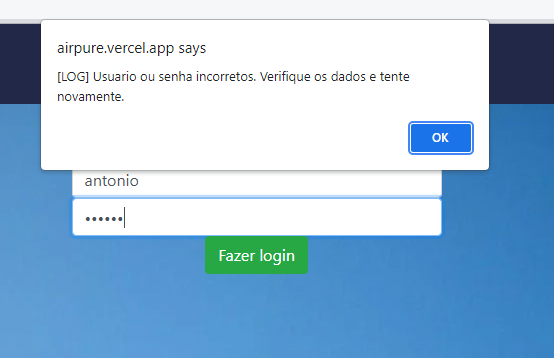 airpure.vercel.app says
[LOG] Usuario ou senha incorretos. Verifique os dados e tente
novamente.
OK
antonio
••••••
Fazer login